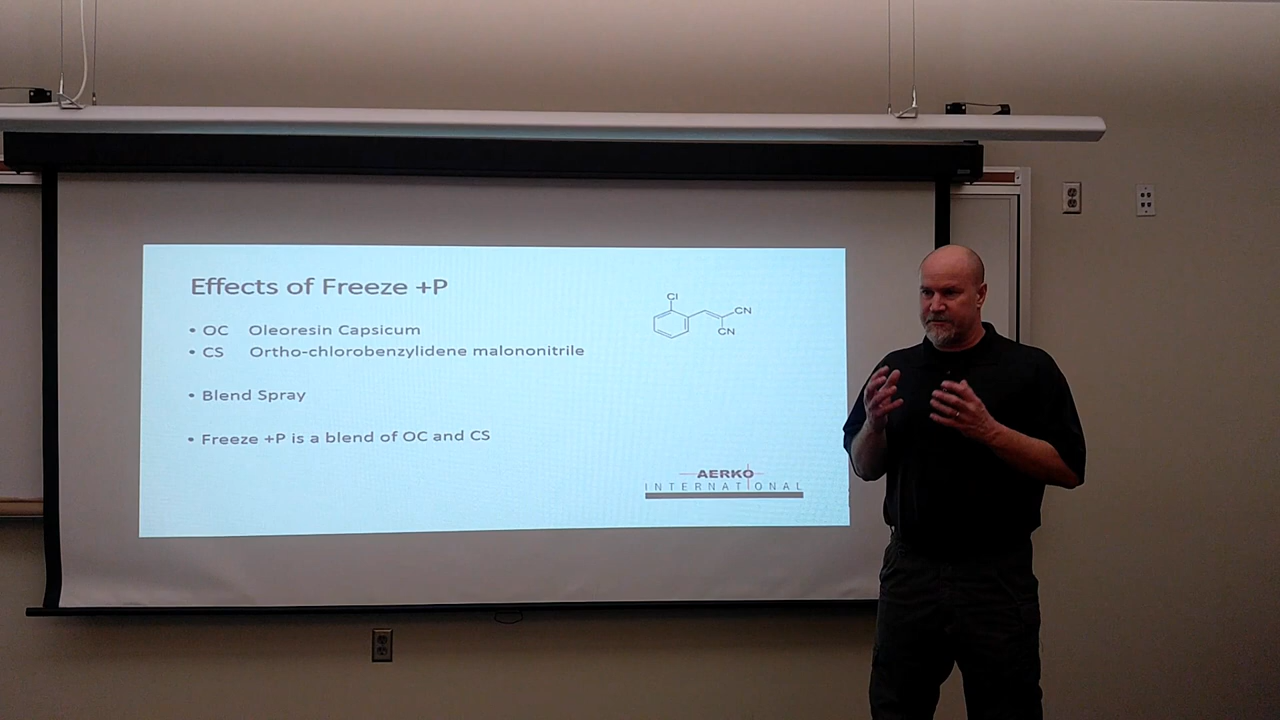 Effects of Freeze +P
• OC Oleoresin Capsicum
• CS Ortho-chlorobenzylidene malononitrile
• Blend Spray
• Freeze +P is a blend of OC and CS
Cl
CN
CN
AERKO
INTERNATIONAL